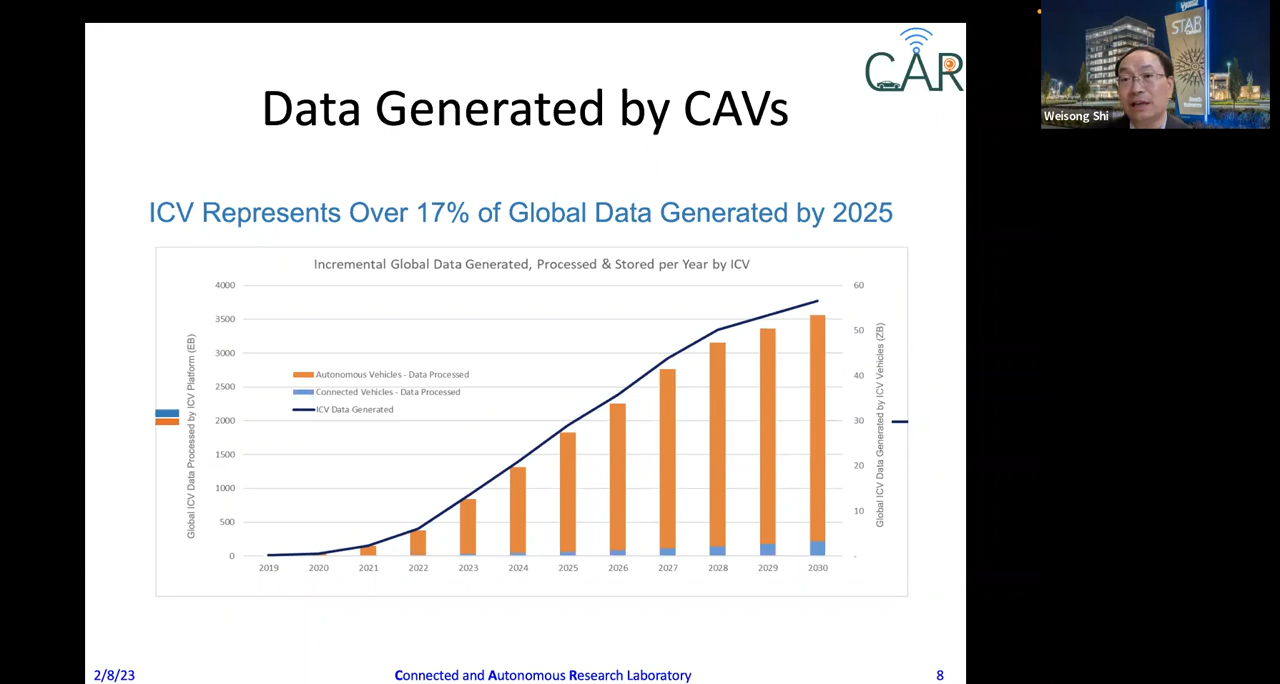 CAR
STAR
Weisong Shi
Data Generated by CAVs
ICV Represents Over 17% of Global Data Generated by 2025
Incremental Global Data Generated, Processed & Stored per Year by ICV
Global ICV Data Processed by ICV Platform (EB)
4000
3500
3000
2500
2000
1500
1000
500
0
Autonomous Vehicles - Data Processed
Connected Vehicles - Data Processed
ICV Data Generated
60
50
40
30
20
10
-
Global ICV Data Generated by ICV Vehicles (ZB)
2019 2020 2021 2022 2023 2024 2025 2026 2027 2028 2029 2030
2/8/23
Connected and Autonomous Research Laboratory
8